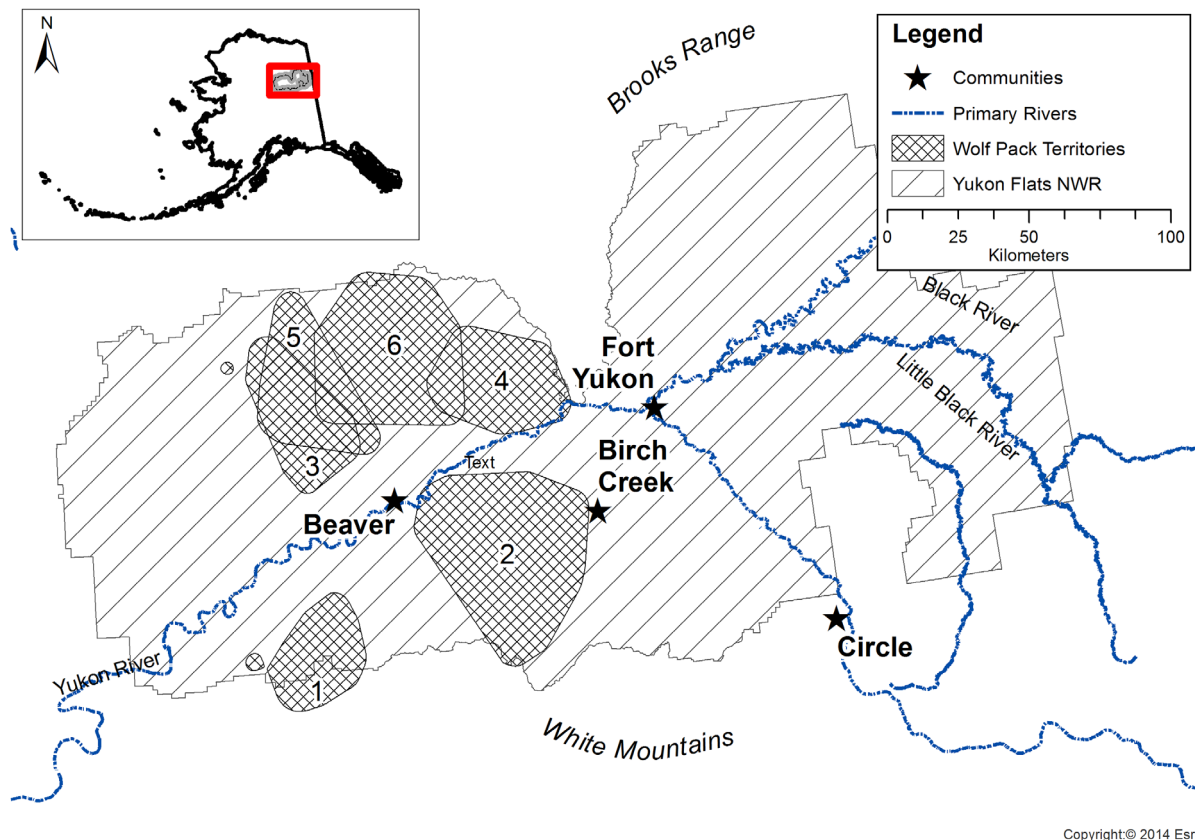 N
Brooks Range
Legend
Communities
Primary Rivers
Wolf Pack Territories
Yukon Flats NWR
0 25 50 100
Kilometers
Black River
Little Black River
5
6
4
3
Fort
Yukon
Text
Birch
Creek
Beaver
2
Circle
Yukon River
1
White Mountains
Copyright:© 2014 Esr